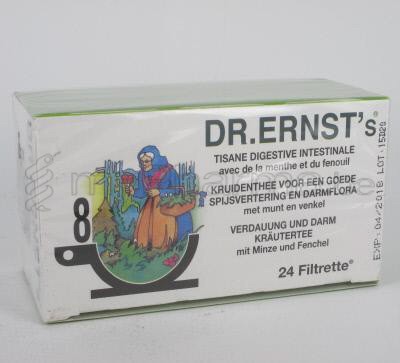 DR.ERNST's®
TISANE DIGESTIVE INTESTINALE
avec de la menthe et du fenouil
KRUIDENTHEE VOOR EEN GOEDE
SPIJSVERTERING EN DARMFLORA
met munt en venkel
VERDAUUNG UND DARM
KRÄUTERTEE
mit Minze und Fenchel
24 Filtrette®
8
EXP. 04/2018 LOT. 15D29